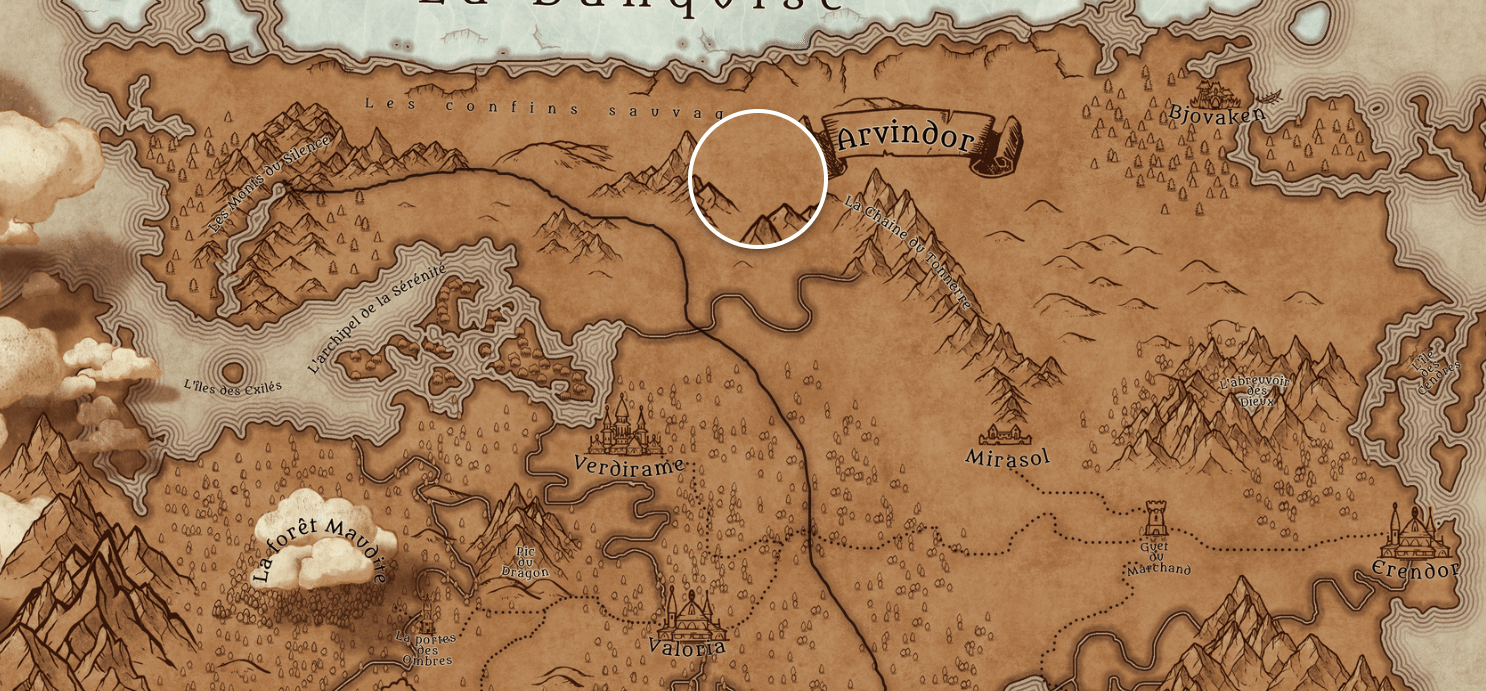 La Banquise
Les confins sauvag
Arvindor
Bjovaken
Les Monts du Silence
La Chaîne du Tonnerre
L'archipel de la Sérénité
L'îles des Exilés
L'île
des
Cendres
L'abreuvoir
des
Dieux
Verdirame
Mirasol
La forêt Maudite
Pic
du
Dragon
Guet
du
Marchand
Erendor
La portes
des
Ombres
Valoria